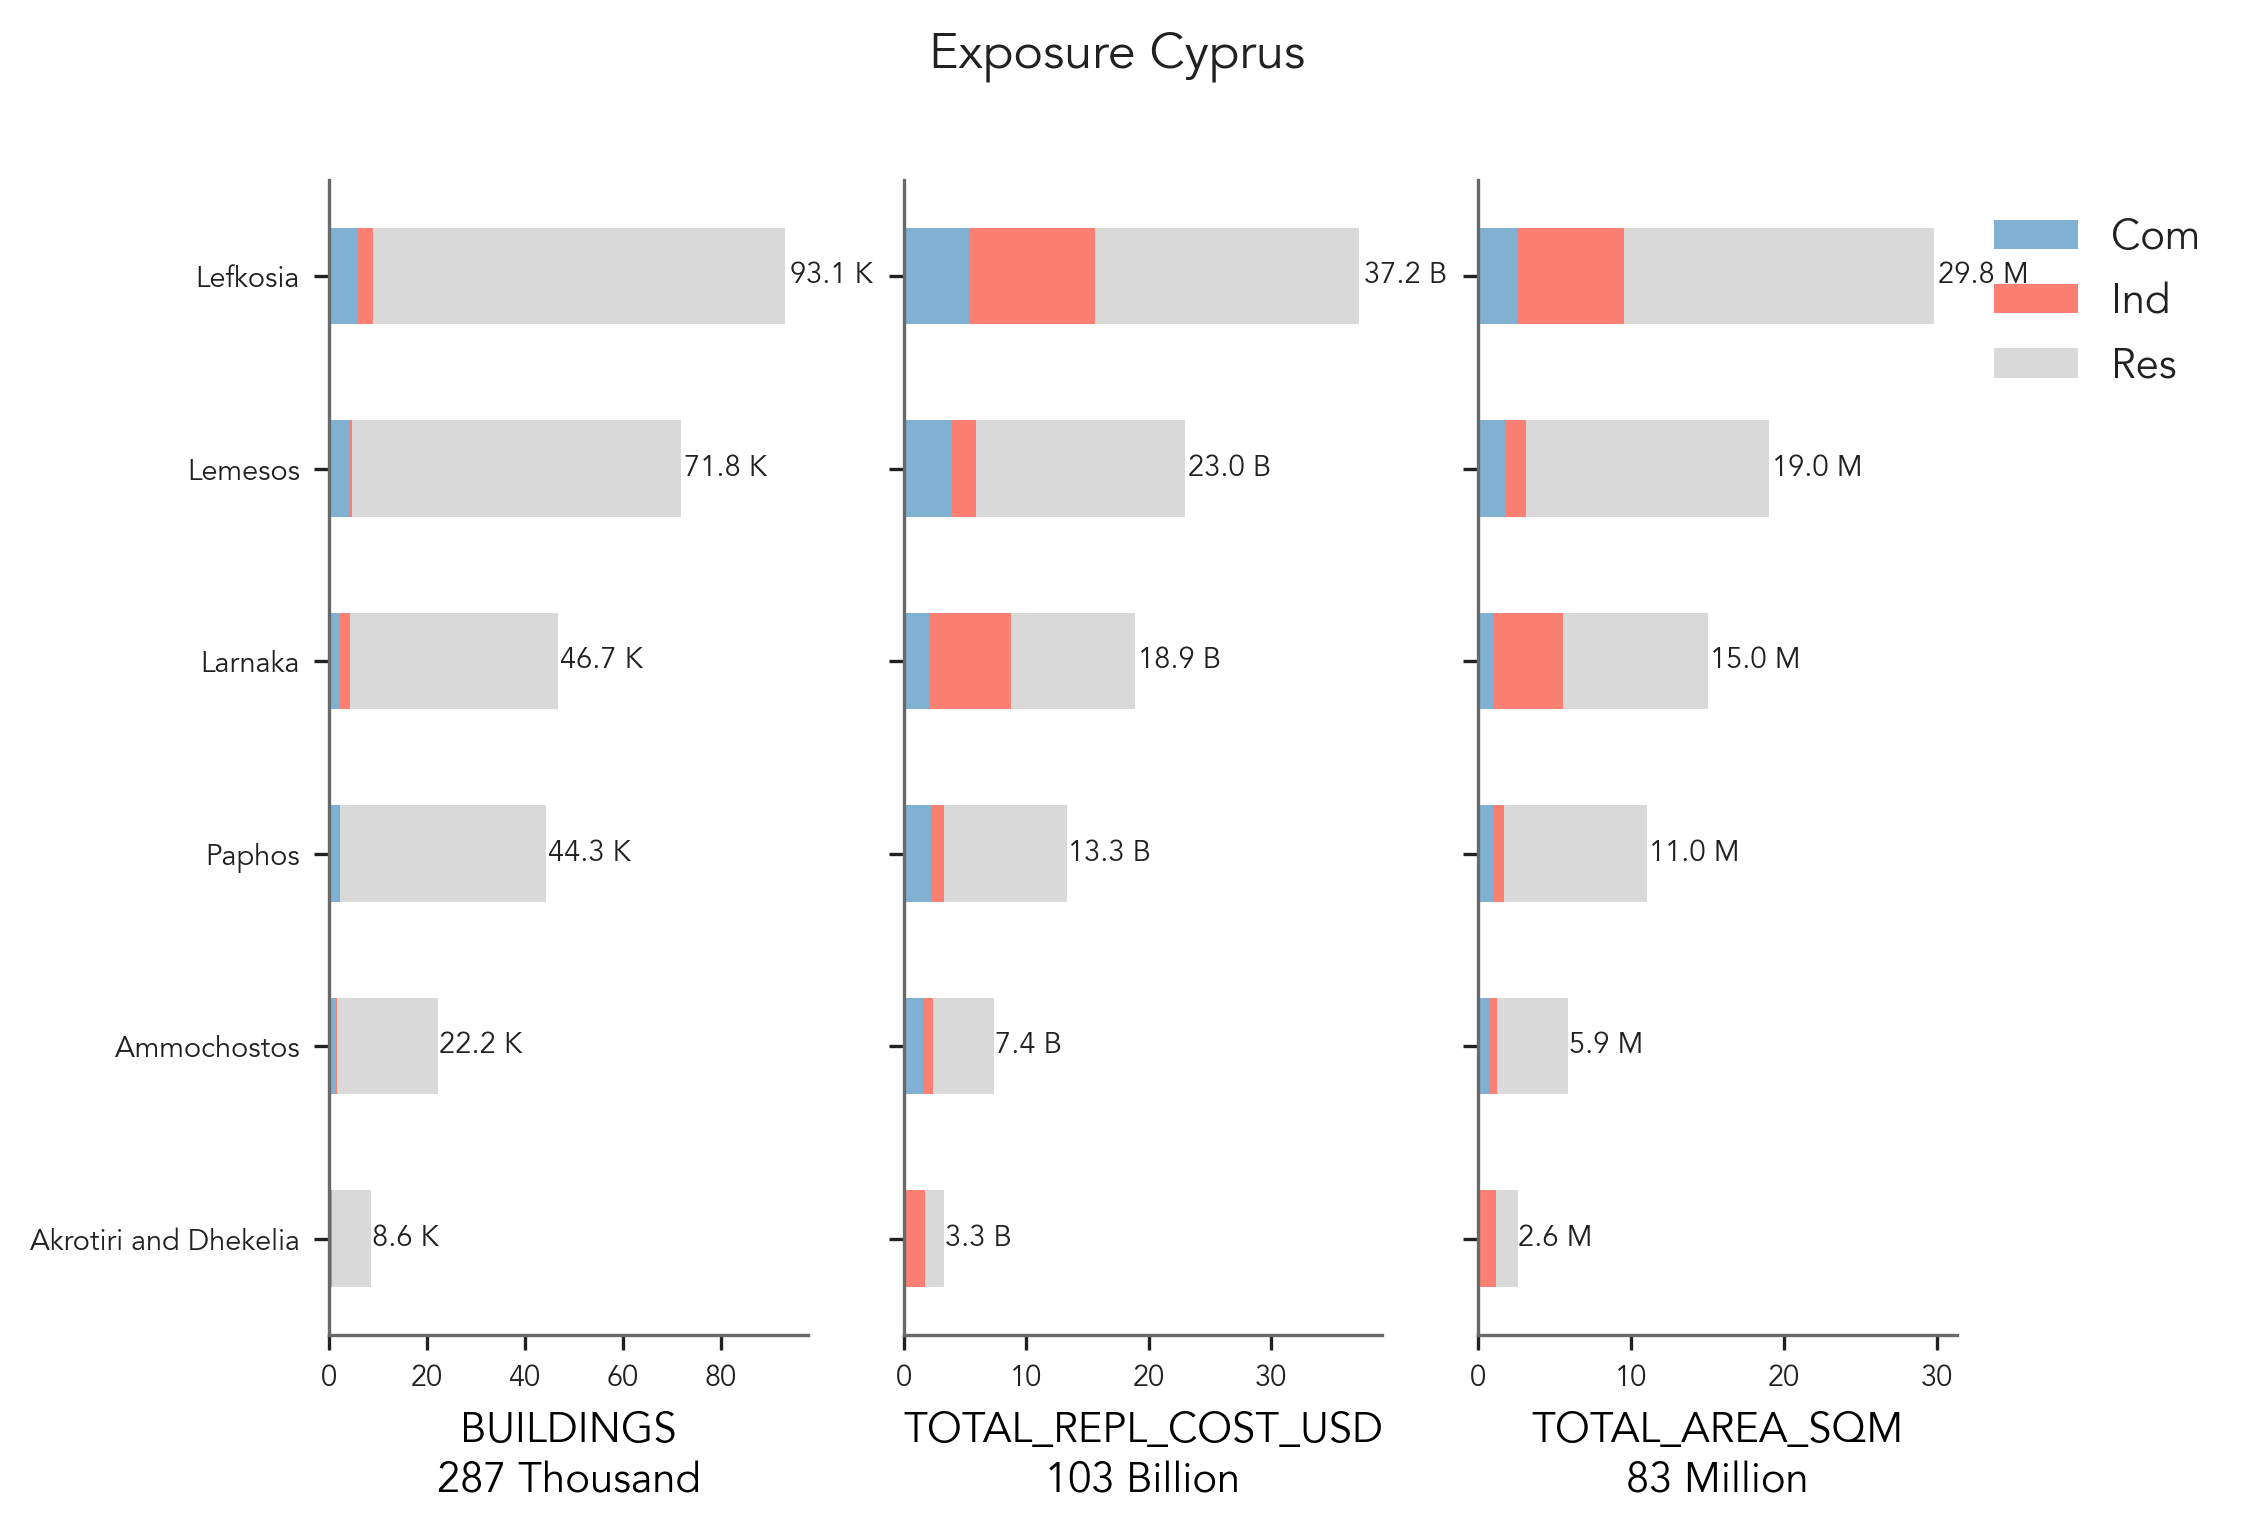 Exposure Cyprus
Lefkosia
Lemesos
Larnaka
Paphos
Ammochostos
Akrotiri and Dhekelia
93.1 K
71.8 K
46.7 K
44.3 K
22.2 K
8.6 K
0 20 40 60 80
BUILDINGS
287 Thousand
37.2 B
23.0 B
18.9 B
13.3 B
7.4 B
3.3 B
0 10 20 30
TOTAL_REPL_COST_USD
103 Billion
29.8 M
19.0 M
15.0 M
11.0 M
5.9 M
2.6 M
0 10 20 30
TOTAL_AREA_SQM
83 Million
Com
Ind
Res